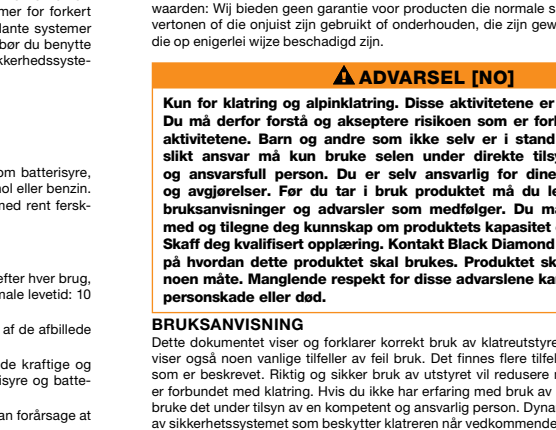 mer for forkert
dante systemer
bør du benytte
kkerhedssyste-
om batterisyre,
nol eller benzin.
med rent fersk-
efter hver brug,
male levetid: 10
af de afbillede
de kraftige og
isyre og batte-
an forårsage at
waarden: Wij bieden geen garantie voor producten die normale s
vertonen of die onjuist zijn gebruikt of onderhouden, die zijn gew
die op enigerlei wijze beschadigd zijn.
⚠ ADVARSEL [NO]
Kun for klatring og alpinklatring. Disse aktivitetene er
Du må derfor forstå og akseptere risikoen som er forl
aktivitetene. Barn og andre som ikke selv er i stand
slikt ansvar må kun bruke selen under direkte tilsy
og ansvarsfull person. Du er selv ansvarlig for dine
og avgjørelser. Før du tar i bruk produktet må du le
bruksanvisninger og advarsler som medfølger. Du må
med og tilegne deg kunnskap om produktets kapasitet
Skaff deg kvalifisert opplæring. Kontakt Black Diamond
på hvordan dette produktet skal brukes. Produktet sk
noen måte. Manglende respekt for disse advarslene kan
personskade eller død.
BRUKSANVISNING
Dette dokumentet viser og forklarer korrekt bruk av klatreutstyre
viser også noen vanlige tilfeller av feil bruk. Det finnes flere tilfel
som er beskrevet. Riktig og sikker bruk av utstyret vil redusere
er forbundet med klatring. Hvis du ikke har erfaring med bruk av
bruke det under tilsyn av en kompetent og ansvarlig person. Dyna
av sikkerhetssystemet som beskytter klatreren når vedkommende